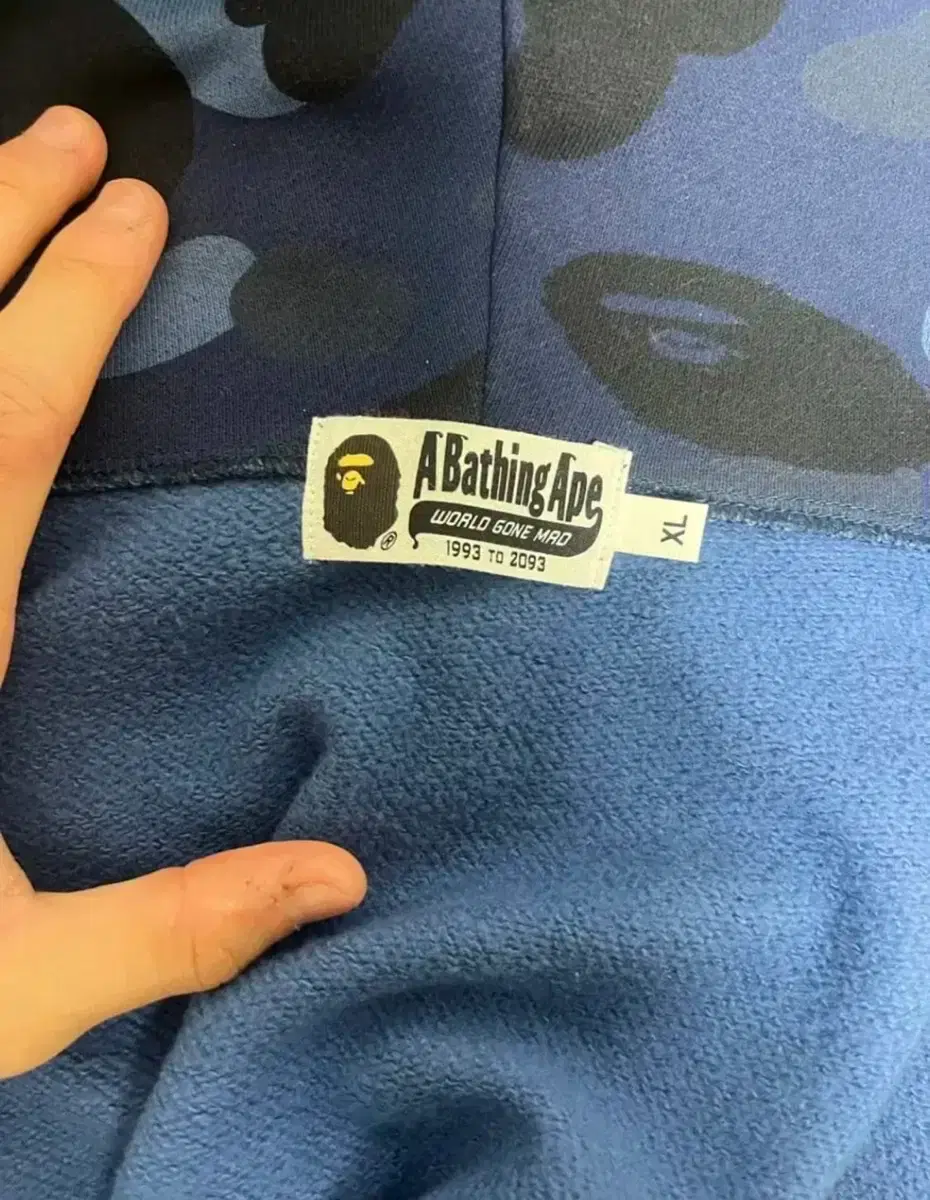 A Bathing Ape
WORLD GONE MAD
1993 TO 2093
®
XL